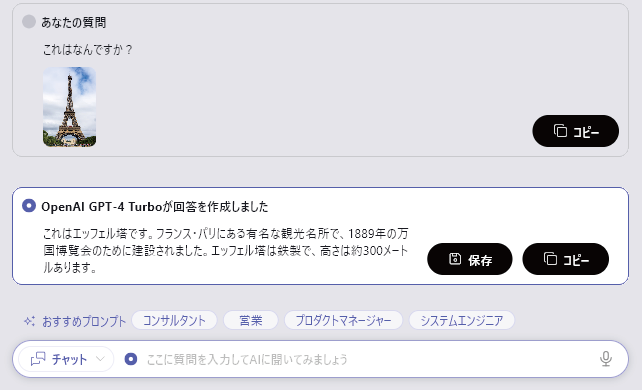 あなたの質問
これはなんですか？
コピー
OpenAI GPT-4 Turboが回答を作成しました
これはエッフェル塔です。フランス・パリにある有名な観光名所で、1889年の万
国博覧会のために建設されました。エッフェル塔は鉄製で、高さは約300メート
ルあります。
保存 コピー
おすすめプロンプト コンサルタント 営業 プロダクトマネージャー システムエンジニア
チャット ここに質問を入力してAIに聞いてみましょう